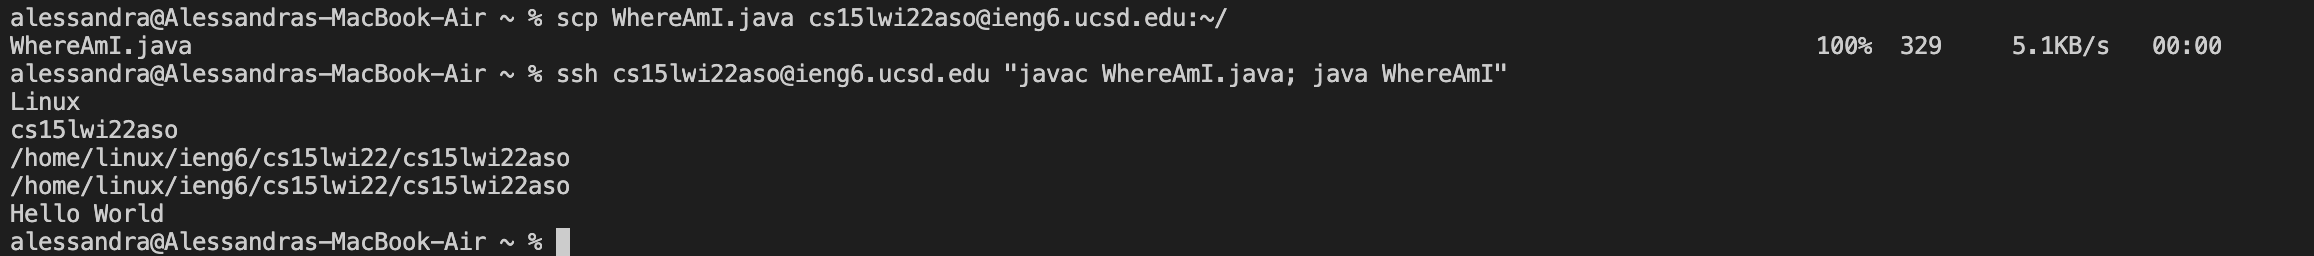 alessandra@Alessandras-MacBook-Air ~ % scp WhereAmI.java cs15lwi22aso@ieng6.ucsd.edu:~/
WhereAmI.java 100% 329 5.1KB/s 00:00
alessandra@Alessandras-MacBook-Air ~ % ssh cs15lwi22aso@ieng6.ucsd.edu "javac WhereAmI.java; java WhereAmI"
Linux
cs15lwi22aso
/home/linux/ieng6/cs15lwi22/cs15lwi22aso
/home/linux/ieng6/cs15lwi22/cs15lwi22aso
Hello World
alessandra@Alessandras-MacBook-Air ~ %